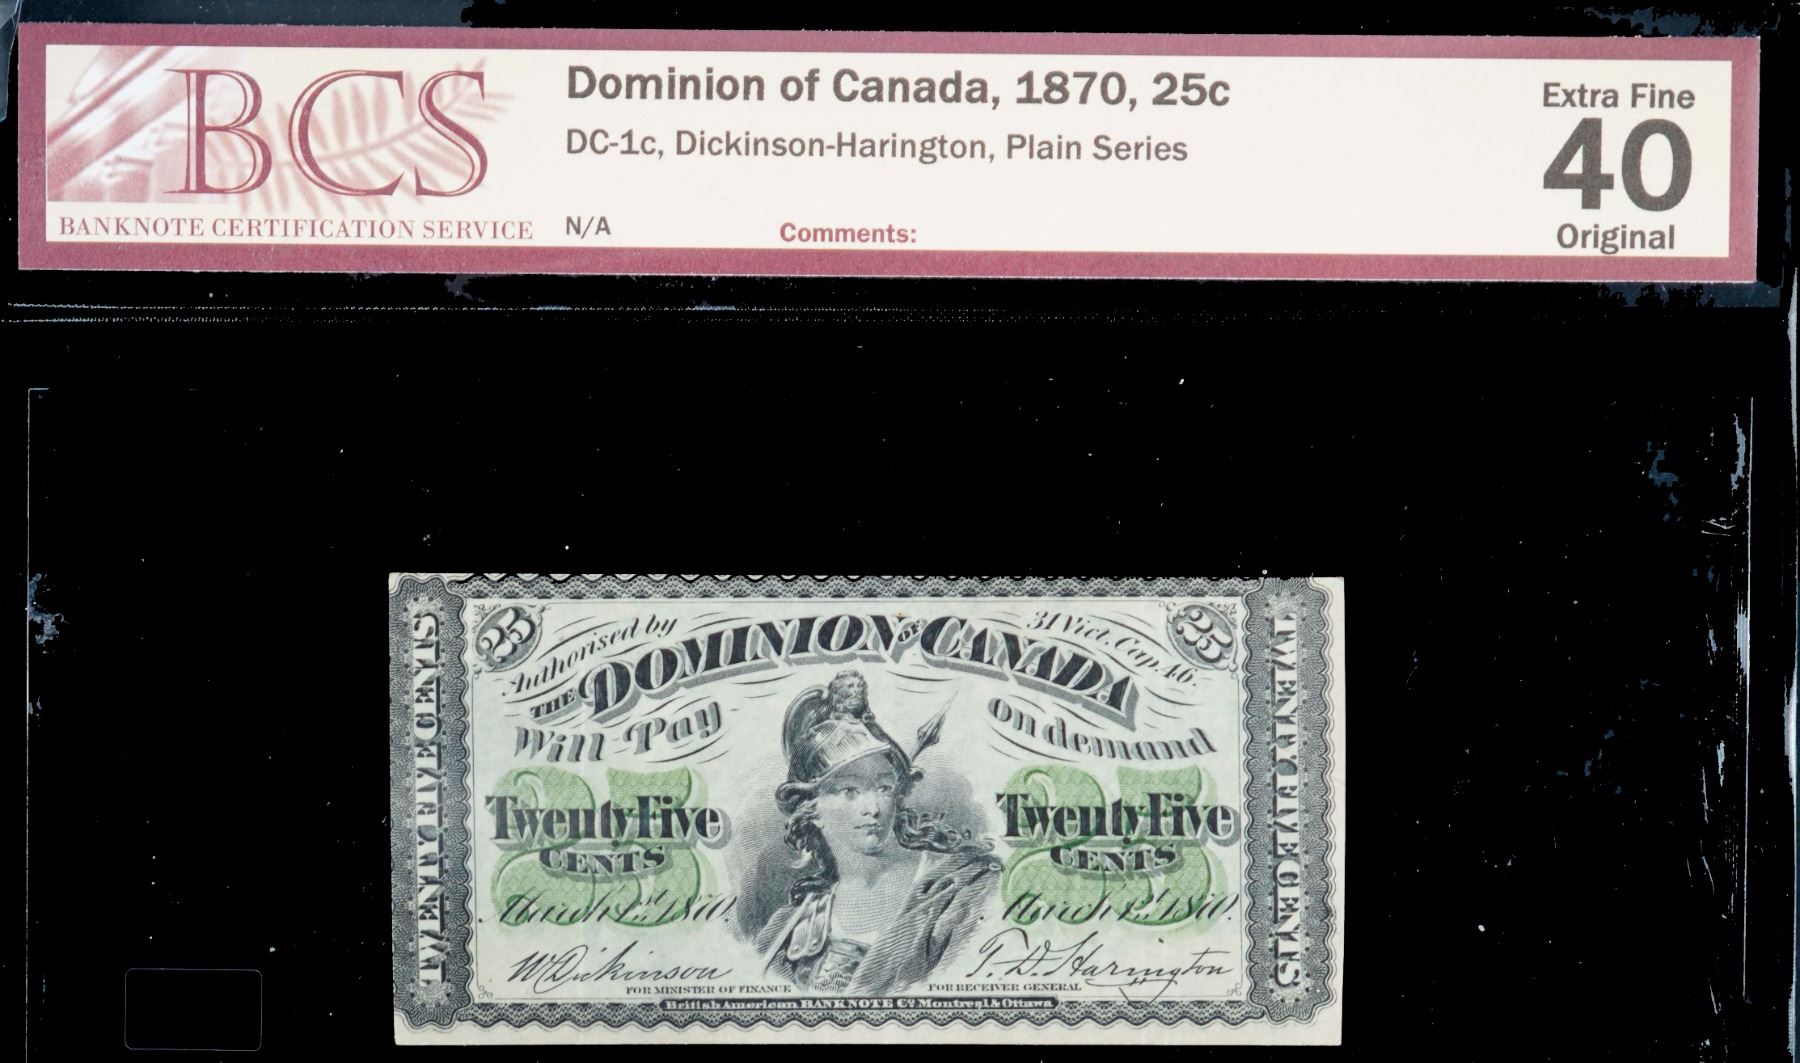 BCS
BANKNOTE CERTIFICATION SERVICE
Dominion of Canada, 1870, 25c
DC-1c, Dickinson-Harington, Plain Series
N/A
Comments:
Extra Fine
40
Original
25
Authorised by
31 Vict. Cap. 46.
25
THE DOMINION OF CANADA
Will Pay
On demand
25
Twenty Five
CENTS
March 1st 1870.
25
Twenty Five
CENTS
March 1st 1870.
W Dickinson
FOR MINISTER OF FINANCE
T. D. Harington
FOR RECEIVER GENERAL
British American BANK NOTE Co. Montreal & Ottawa
TWENTY FIVE CENTS
TWENTY FIVE CENTS